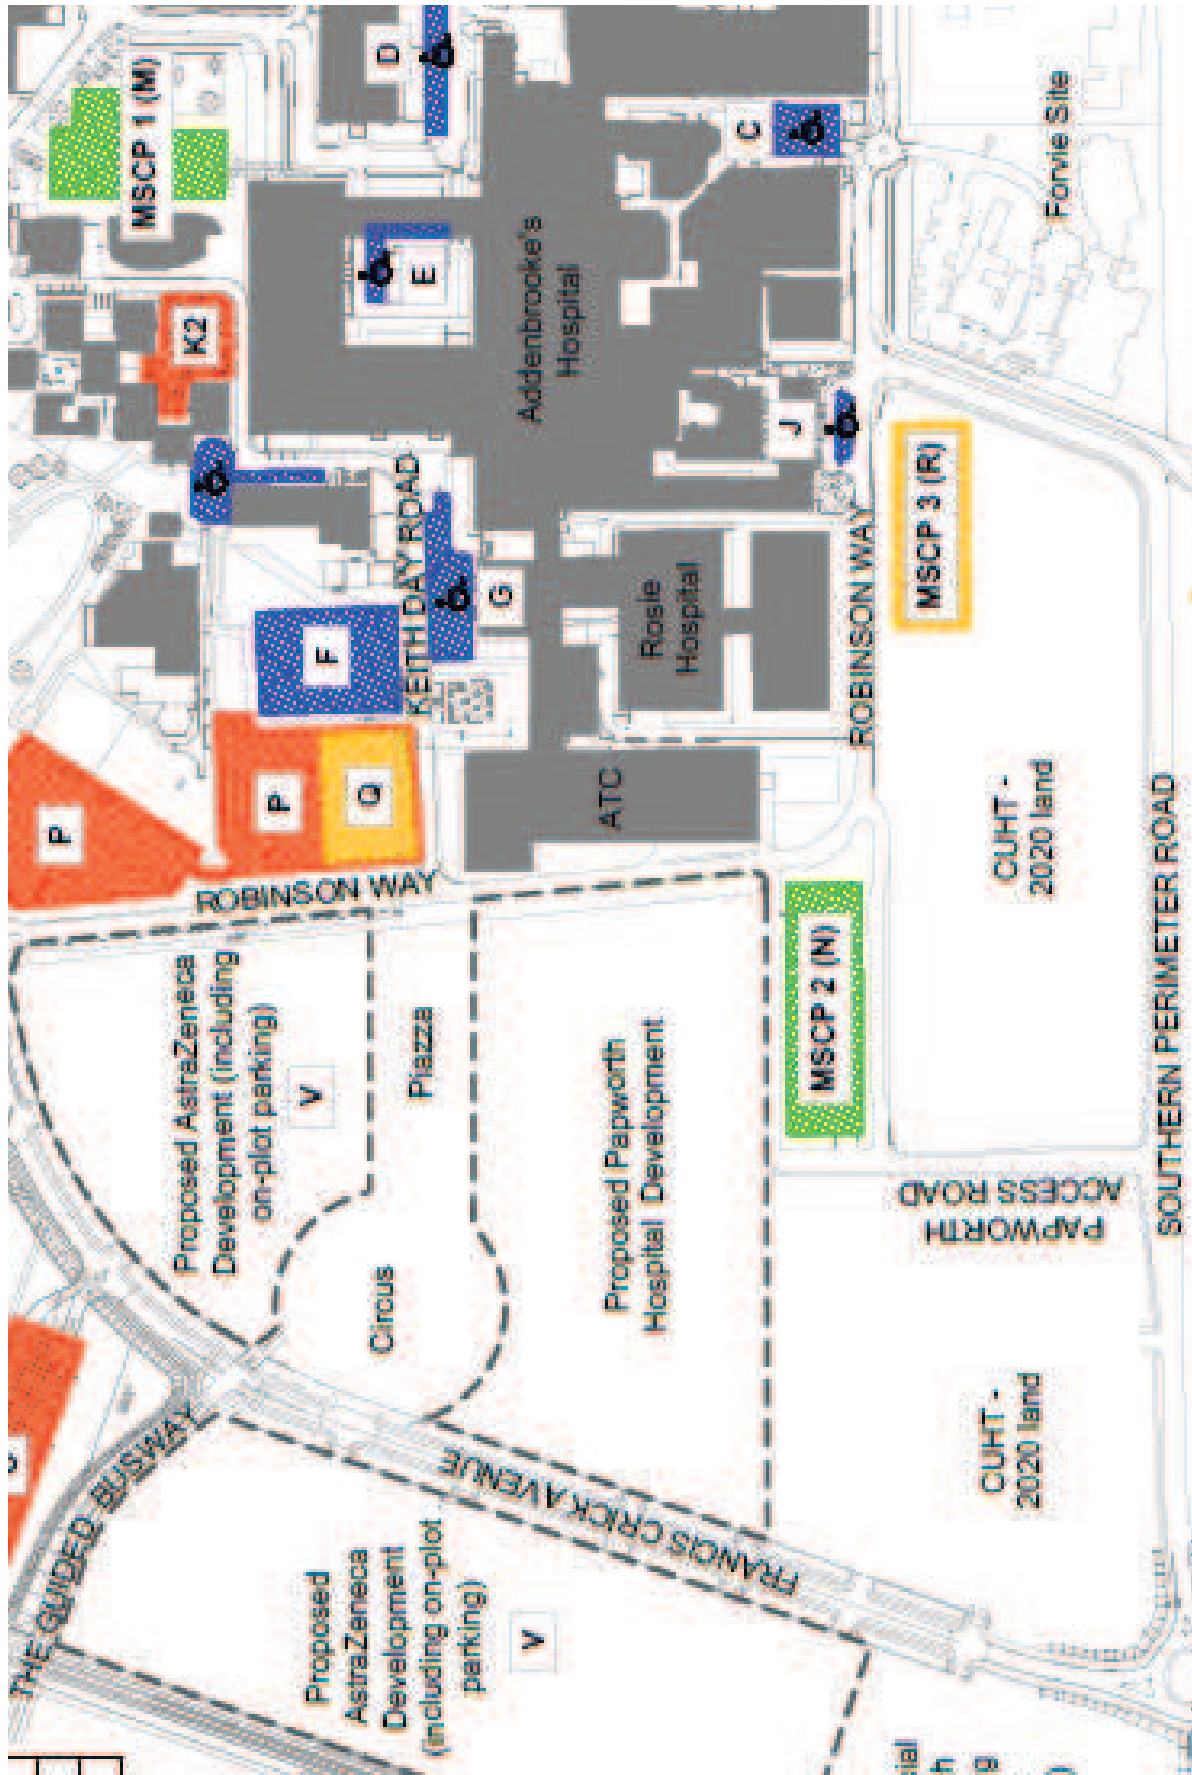 THE GUIDED BUSWAY
Proposed
AstraZeneca
Development
(including on-plot
parking)
V
FRANCIS CRICK AVENUE
Proposed AstraZeneca
Development (including
on-plot parking)
V
Circus
Piazza
Proposed Papworth
Hospital Development
CUHT -
2020 land
PAPWORTH
ACCESS ROAD
SOUTHERN PERIMETER ROAD
MSCP 2 (N)
CUHT -
2020 land
ROBINSON WAY
P
P
Q
ATC
F
KEITH DAY ROAD
G
Rosie
Hospital
ROBINSON WAY
MSCP 3 (R)
K2
E
Addenbrooke's
Hospital
J
MSCP 1 (M)
D
C
Forvie Site